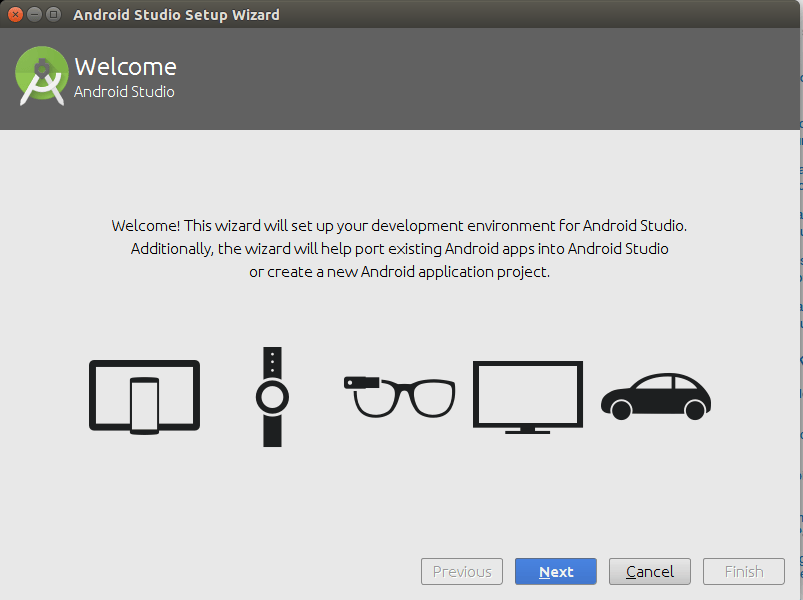 Android Studio Setup Wizard
Welcome
Android Studio
Welcome! This wizard will set up your development environment for Android Studio.
Additionally, the wizard will help port existing Android apps into Android Studio
or create a new Android application project.
Previous
Next
Cancel
Finish